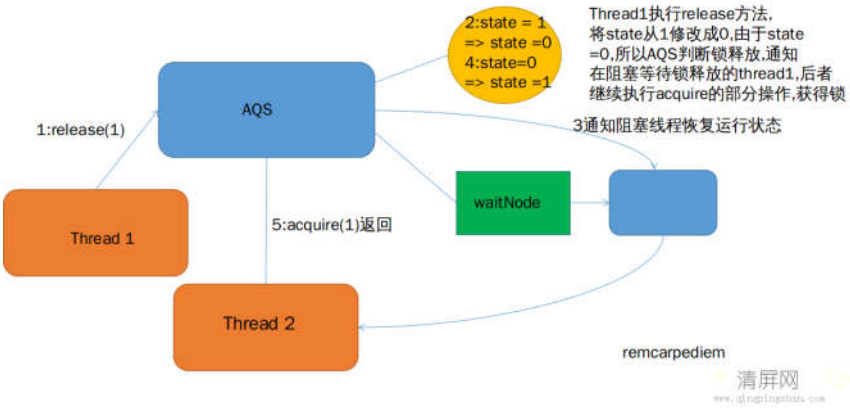 2:state = 1
=> state =0
4:state=0
=> state =1
Thread1执行release方法,
将state从1修改成0,由于state
=0,所以AQS判断锁释放,通知
在阻塞等待锁释放的thread1,后者
继续执行acquire的部分操作,获得锁
AQS
1:release(1)
3通知阻塞线程恢复运行状态
waitNode
Thread 1
5:acquire(1)返回
Thread 2
remcarpediem
清屏网
www.qingpingshan.com